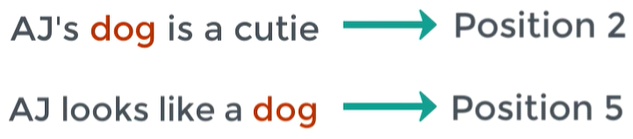 AJ's dog is a cutie → Position 2
AJ looks like a dog → Position 5